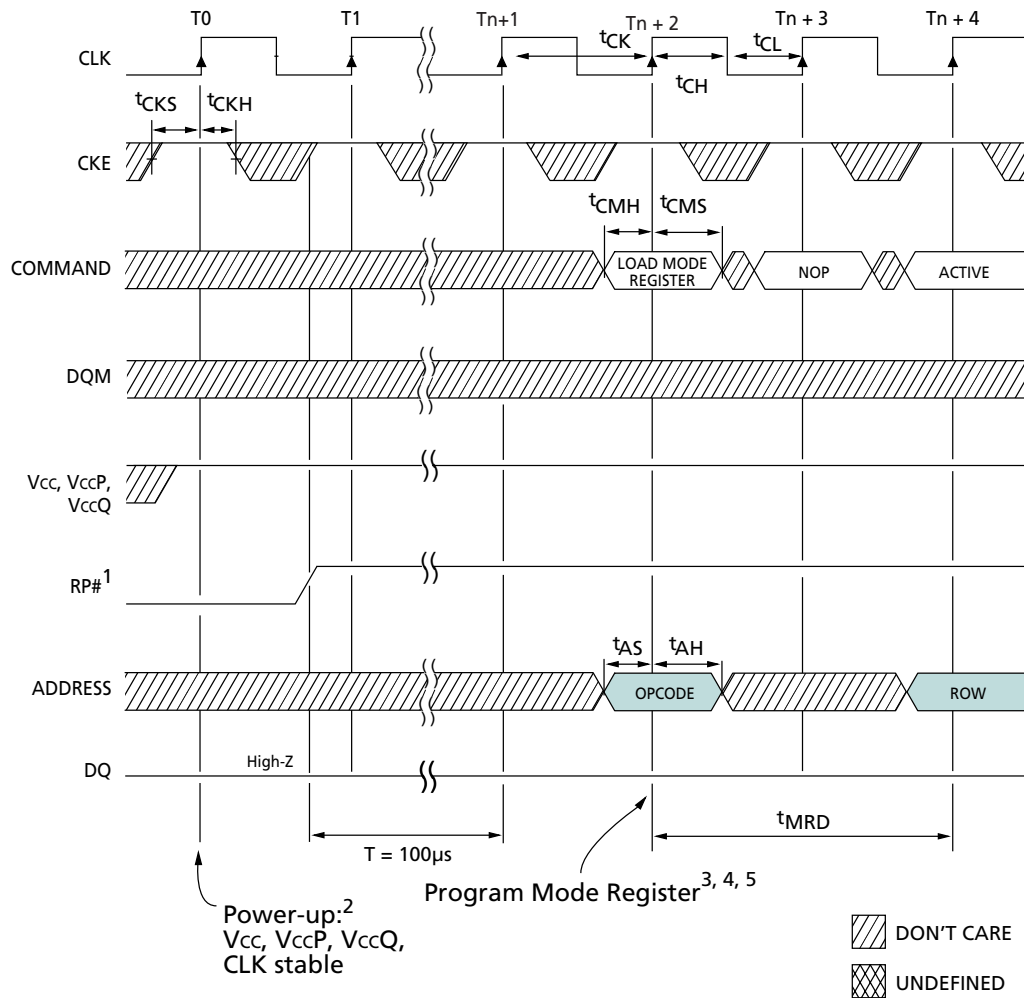 T0 T1 Tn+1 Tn + 2 Tn + 3 Tn + 4
CLK
tCK
tCL
tCH
tCKS tCKH
CKE
tCMH tCMS
COMMAND
LOAD MODE
REGISTER
NOP
ACTIVE
DQM
Vcc, VccP,
VccQ
RP#1
tAS tAH
ADDRESS
OPCODE
ROW
High-Z
DQ
tMRD
T = 100µs
Program Mode Register3, 4, 5
Power-up:2
Vcc, VccP, VccQ,
CLK stable
DON'T CARE
UNDEFINED